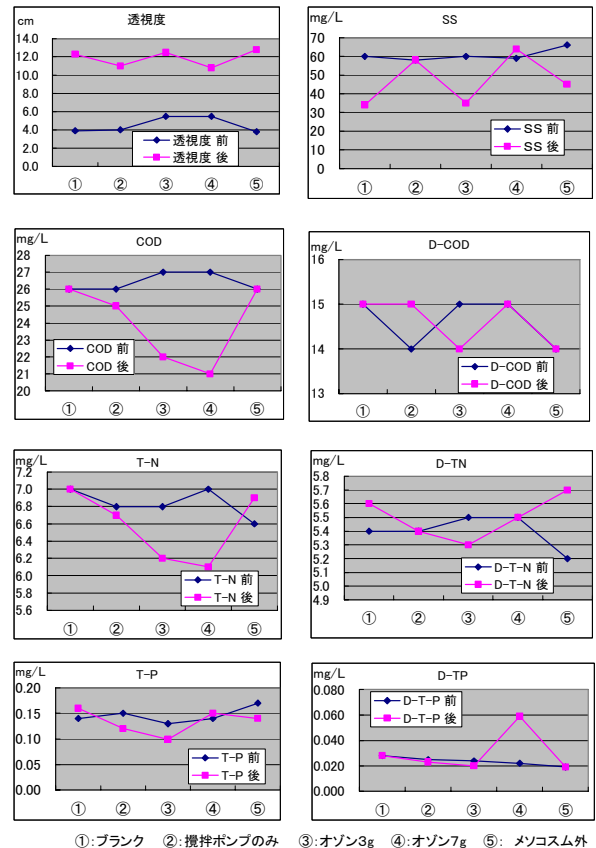 透視度
cm
14.0
12.0
10.0
8.0
6.0
4.0
2.0
0.0
透視度 前
透視度 後
① ② ③ ④ ⑤
SS
mg/L
70
60
50
40
30
20
10
0
SS 前
SS 後
① ② ③ ④ ⑤
COD
mg/L
28
27
26
25
24
23
22
21
20
COD 前
COD 後
① ② ③ ④ ⑤
D-COD
mg/L
16
15
14
13
D-COD 前
D-COD 後
① ② ③ ④ ⑤
T-N
mg/L
7.2
7.0
6.8
6.6
6.4
6.2
6.0
5.8
5.6
T-N 前
T-N 後
① ② ③ ④ ⑤
D-TN
mg/L
5.8
5.7
5.6
5.5
5.4
5.3
5.2
5.1
5.0
4.9
D-T-N 前
D-T-N 後
① ② ③ ④ ⑤
T-P
mg/L
0.20
0.15
0.10
0.05
0.00
T-P 前
T-P 後
① ② ③ ④ ⑤
D-TP
mg/L
0.080
0.060
0.040
0.020
0.000
D-T-P 前
D-T-P 後
① ② ③ ④ ⑤
①:ブランク ②:攪拌ポンプのみ ③:オゾン3g ④:オゾン7g ⑤: メソコスム外